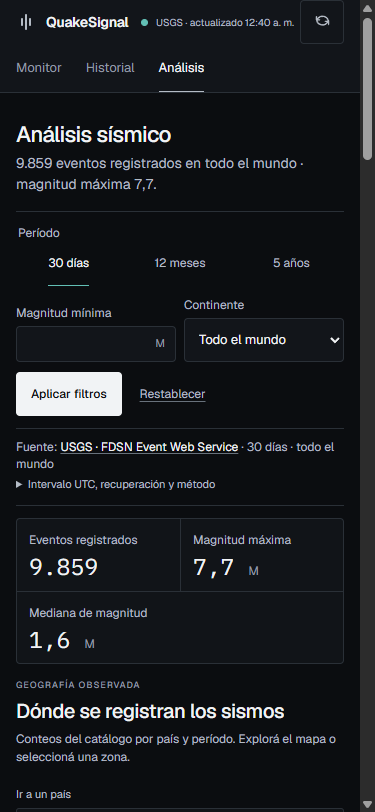 QuakeSignal
USGS · actualizado 12:40 a. m.
Monitor Historial Análisis
Análisis sísmico
9.859 eventos registrados en todo el mundo ·
magnitud máxima 7,7.
Período
30 días 12 meses 5 años
Magnitud mínima
Continente
M
Todo el mundo
Aplicar filtros Restablecer
Fuente: USGS · FDSN Event Web Service · 30 días · todo el
mundo
Intervalo UTC, recuperación y método
Eventos registrados
9.859
Magnitud máxima
7,7 M
Mediana de magnitud
1,6 M
GEOGRAFÍA OBSERVADA
Dónde se registran los sismos
Conteos del catálogo por país y período. Explorá el mapa o
seleccioná una zona.
Ir a un país